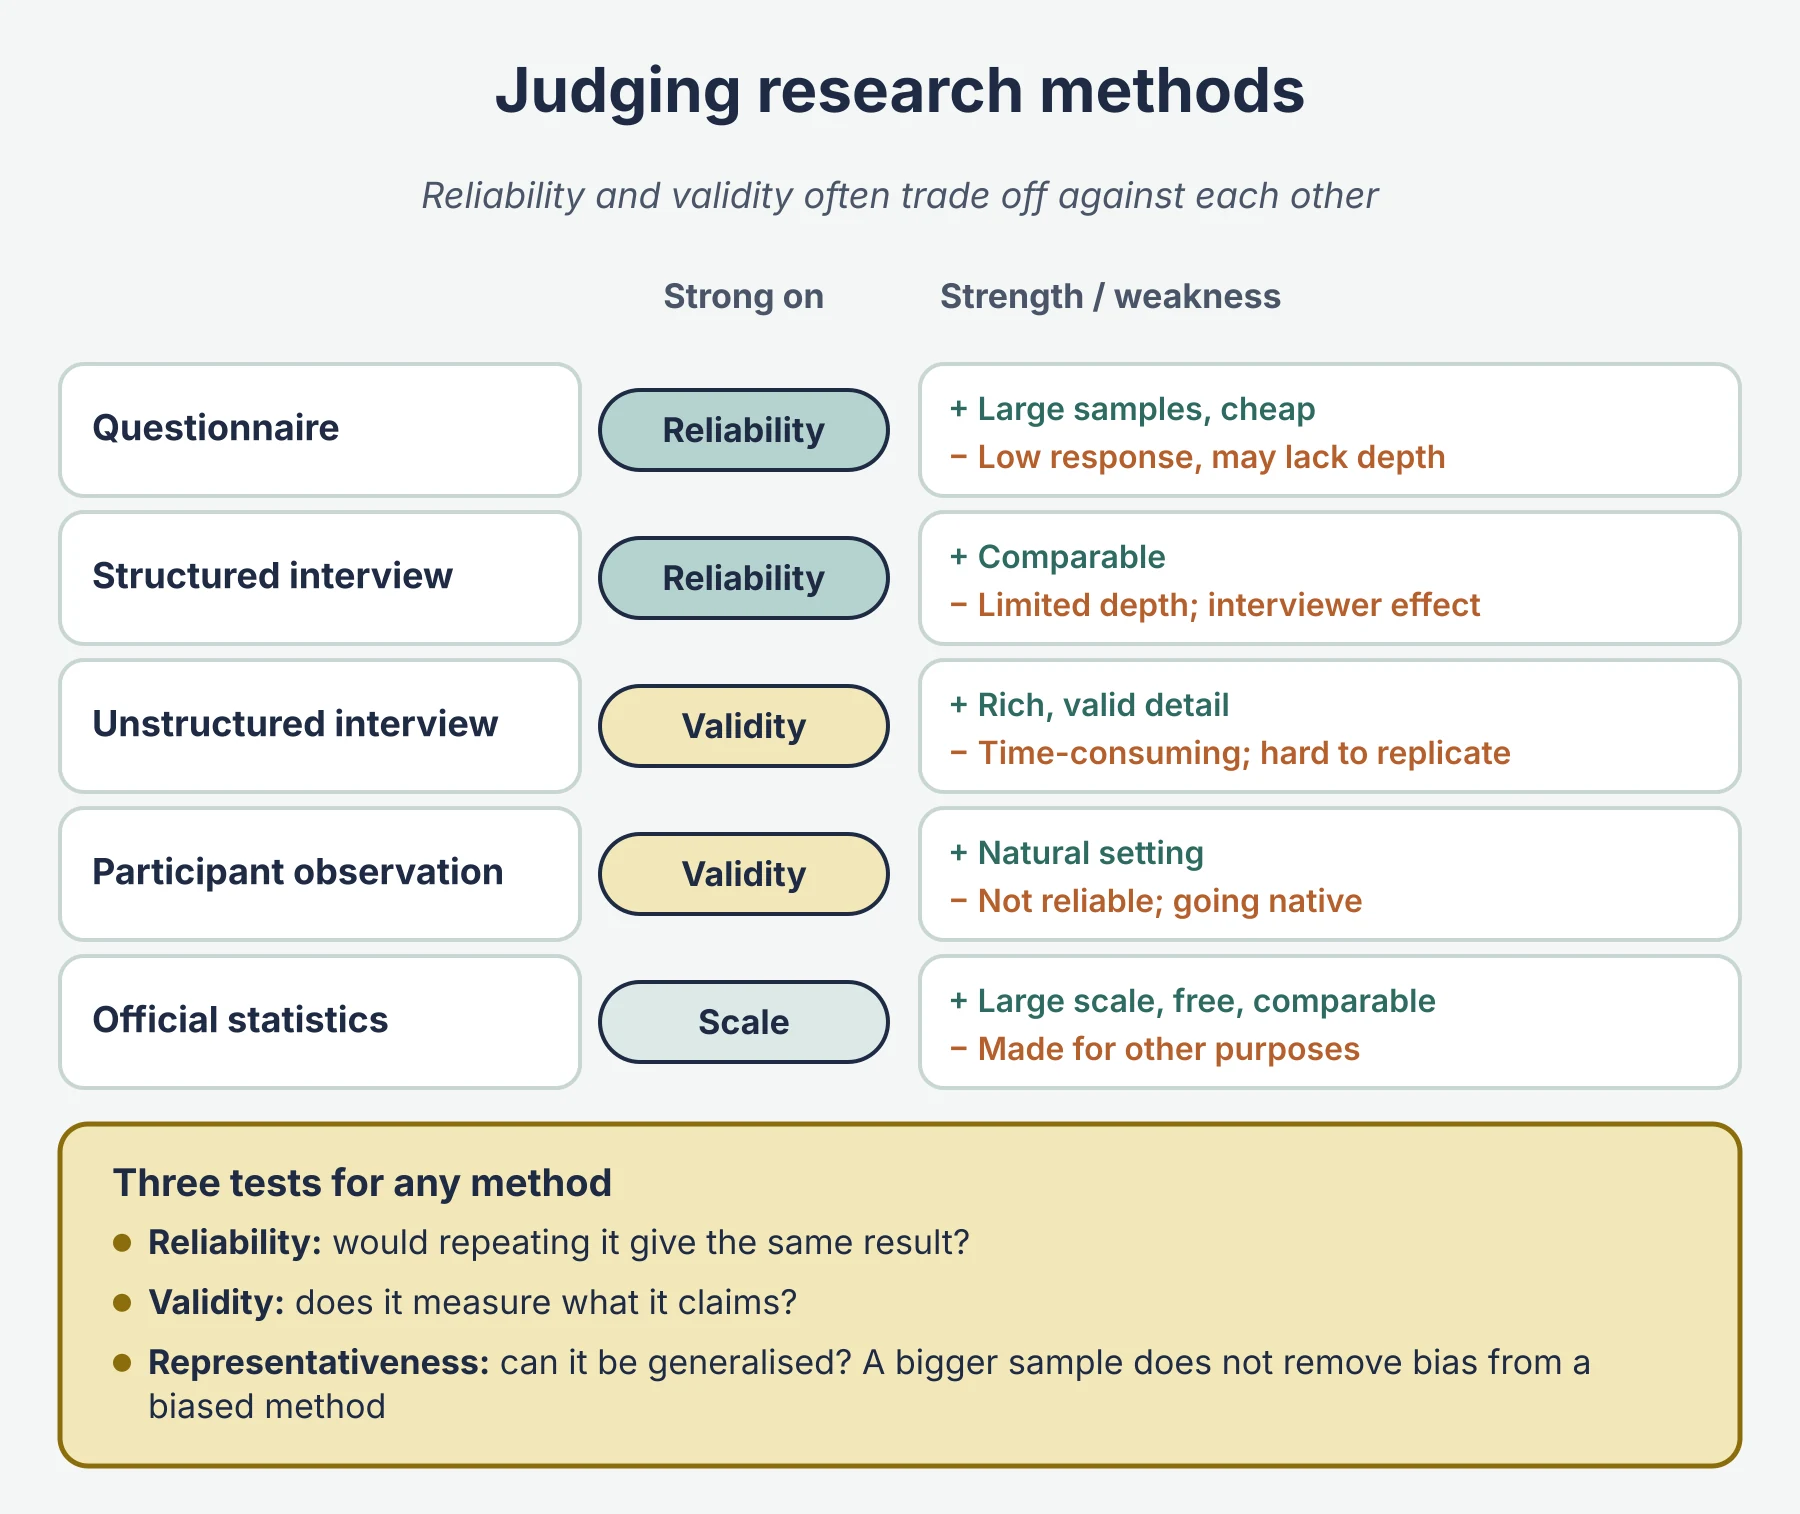 Judging research methods
Reliability and validity often trade off against each other
Strong on
Strength / weakness
Questionnaire
Reliability
+ Large samples, cheap
− Low response, may lack depth
Structured interview
Reliability
+ Comparable
− Limited depth; interviewer effect
Unstructured interview
Validity
+ Rich, valid detail
− Time-consuming; hard to replicate
Participant observation
Validity
+ Natural setting
− Not reliable; going native
Official statistics
Scale
+ Large scale, free, comparable
− Made for other purposes
Three tests for any method
● Reliability: would repeating it give the same result?
● Validity: does it measure what it claims?
● Representativeness: can it be generalised? A bigger sample does not remove bias from a
biased method